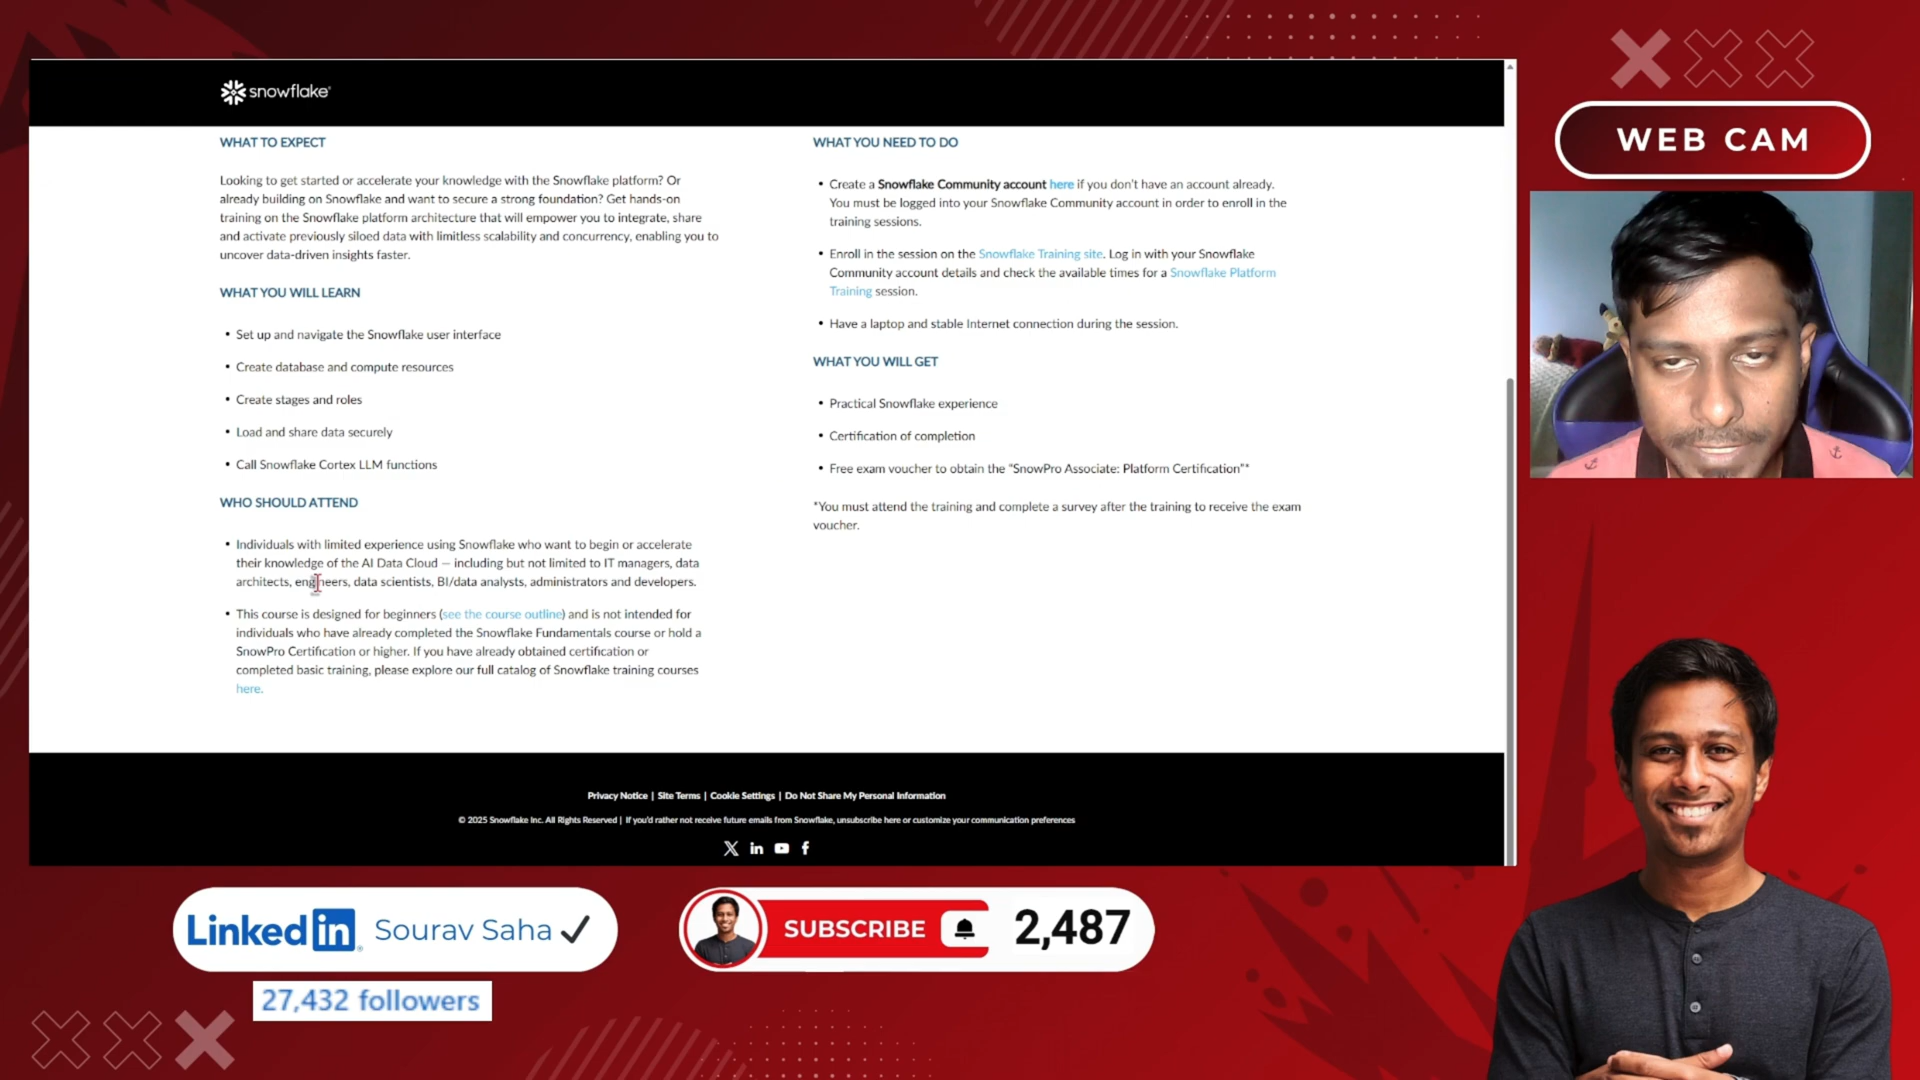 snowflake
WHAT TO EXPECT
Looking to get started or accelerate your knowledge with the Snowflake platform? Or
already building on Snowflake and want to secure a strong foundation? Get hands-on
training on the Snowflake platform architecture that will empower you to integrate, share
and activate previously siloed data with limitless scalability and concurrency, enabling you to
uncover data-driven insights faster.
WHAT YOU WILL LEARN
• Set up and navigate the Snowflake user interface
• Create database and compute resources
• Create stages and roles
• Load and share data securely
• Call Snowflake Cortex LLM functions
WHO SHOULD ATTEND
• Individuals with limited experience using Snowflake who want to begin or accelerate
their knowledge of the AI Data Cloud – including but not limited to IT managers, data
architects, engineers, data scientists, BI/data analysts, administrators and developers.
• This course is designed for beginners (see the course outline) and is not intended for
individuals who have already completed the Snowflake Fundamentals course or hold a
SnowPro Certification or higher. If you have already obtained certification or
completed basic training, please explore our full catalog of Snowflake training courses
here.
WHAT YOU NEED TO DO
• Create a Snowflake Community account here if you don't have an account already.
You must be logged into your Snowflake Community account in order to enroll in the
training sessions.
• Enroll in the session on the Snowflake Training site. Log in with your Snowflake
Community account details and check the available times for a Snowflake Platform
Training session.
• Have a laptop and stable Internet connection during the session.
WHAT YOU WILL GET
• Practical Snowflake experience
• Certification of completion
• Free exam voucher to obtain the “SnowPro Associate: Platform Certification”*
*You must attend the training and complete a survey after the training to receive the exam
voucher.
Privacy Notice | Site Terms | Cookie Settings | Do Not Share My Personal Information
© 2025 Snowflake Inc. All Rights Reserved | If you'd rather not receive future emails from Snowflake, unsubscribe here or customize your communication preferences
WEB CAM
Linked in Sourav Saha
27,432 followers
SUBSCRIBE
2,487